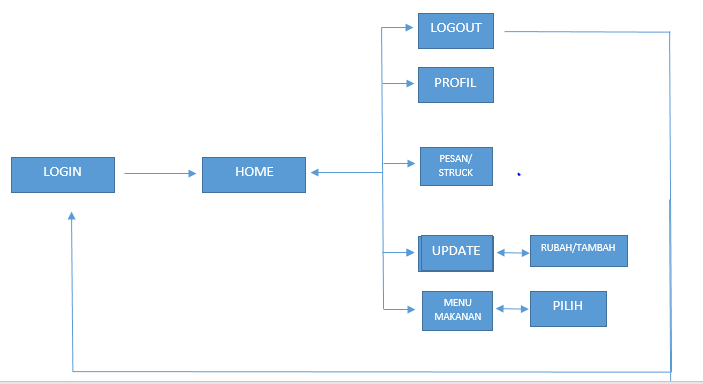 LOGOUT
PROFIL
LOGIN
HOME
PESAN/
STRUCK
UPDATE
RUBAH/TAMBAH
MENU
MAKANAN
PILIH